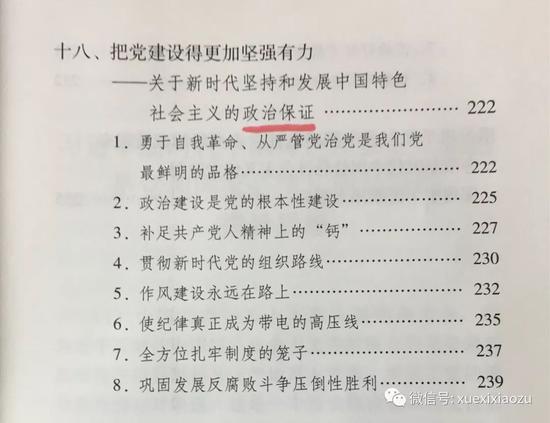 十八、把党建设得更加坚强有力
——关于新时代坚持和发展中国特色
社会主义的政治保证 ………………… 222
1．勇于自我革命、从严管党治党是我们党
最鲜明的品格 ………………………… 222
2．政治建设是党的根本性建设 ………… 225
3．补足共产党人精神上的“钙” ………… 227
4．贯彻新时代党的组织路线 …………… 230
5．作风建设永远在路上 ………………… 232
6．使纪律真正成为带电的高压线 ……… 235
7．全方位扎牢制度的笼子 ……………… 237
8．巩固发展反腐败斗争压倒性胜利 …… 239
微信号: xuexixiaozu